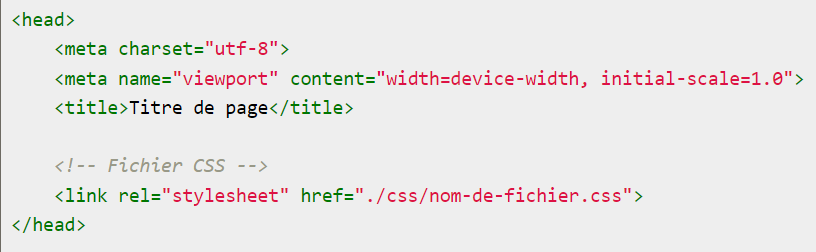 <head>
<meta charset="utf-8">
<meta name="viewport" content="width=device-width, initial-scale=1.0">
<title>Titre de page</title>
<!-- Fichier CSS -->
<link rel="stylesheet" href="./css/nom-de-fichier.css">
</head>